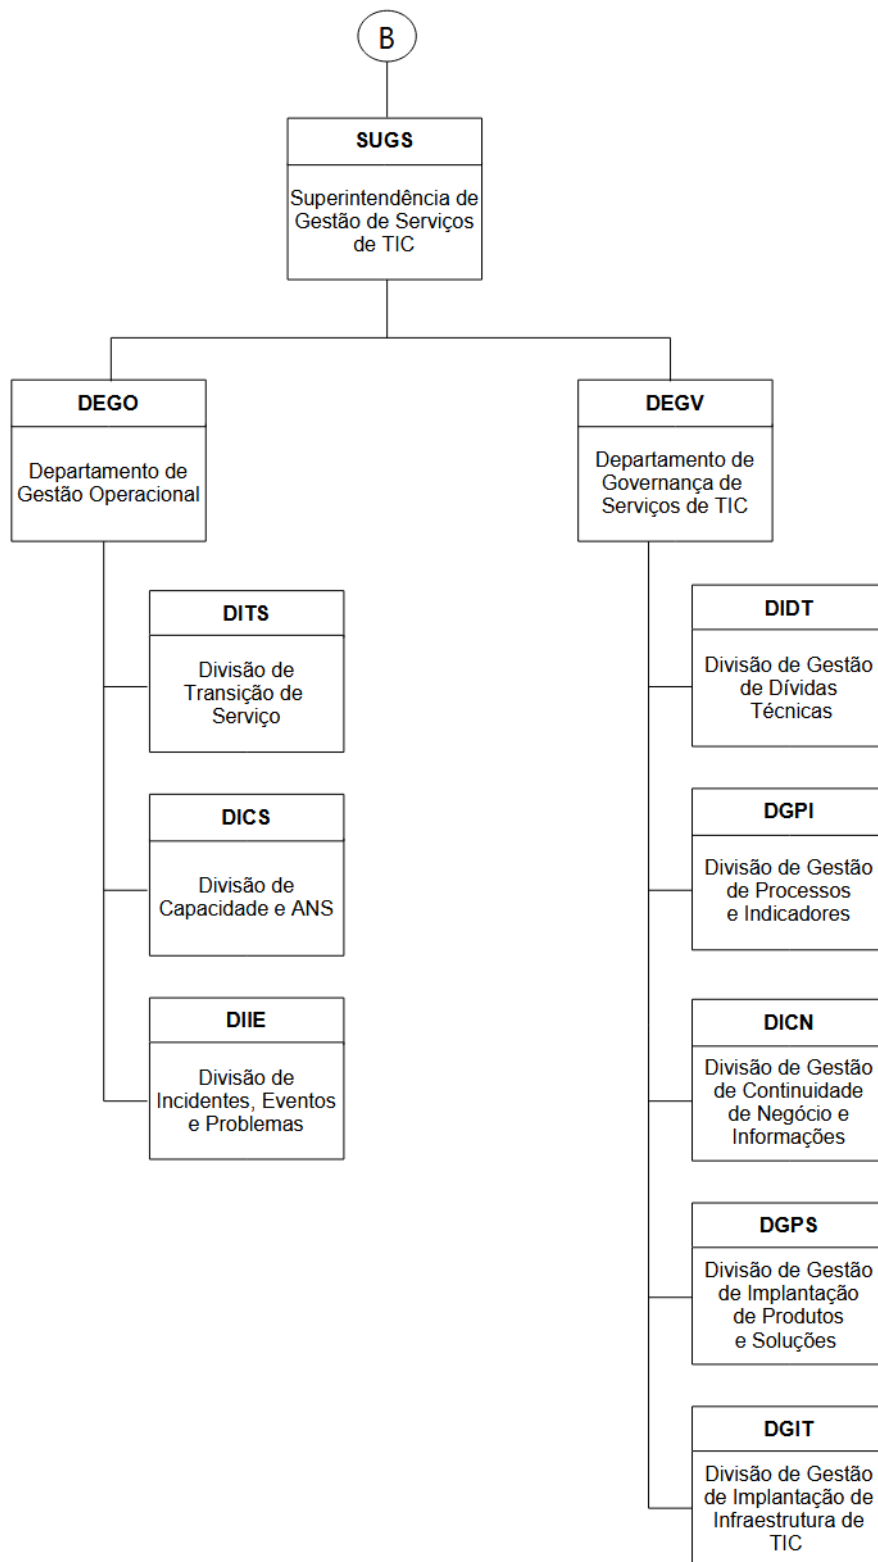 B
SUGS
Superintendência de
Gestão de Serviços
de TIC
DEGO
Departamento de
Gestão Operacional
DITS
Divisão de
Transição de
Serviço
DICS
Divisão de
Capacidade e ANS
DIIE
Divisão de
Incidentes, Eventos
e Problemas
DEGV
Departamento de
Governança de
Serviços de TIC
DIDT
Divisão de Gestão
de Dívidas
Técnicas
DGPI
Divisão de Gestão
de Processos
e Indicadores
DICN
Divisão de Gestão
de Continuidade
de Negócio e
Informações
DGPS
Divisão de Gestão
de Implantação
de Produtos
e Soluções
DGIT
Divisão de Gestão
de Implantação de
Infraestrutura de
TIC